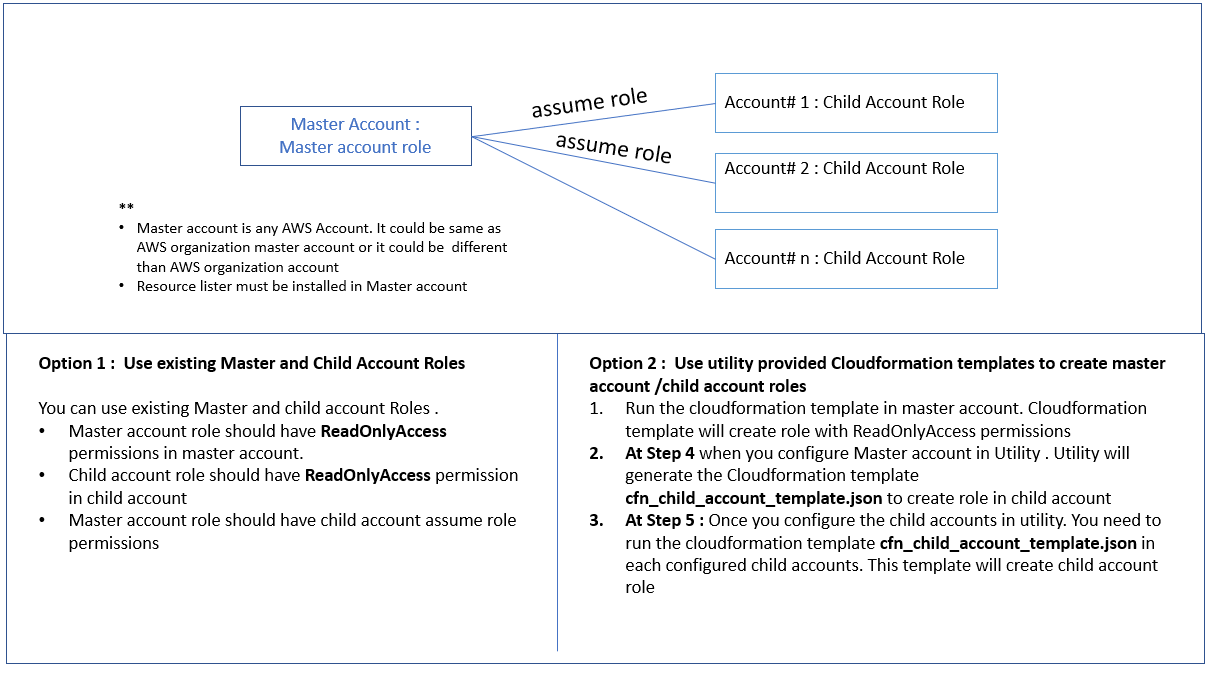 assume role
Account# 1 : Child Account Role
Master Account :
Master account role
assume role
Account# 2 : Child Account Role
Account# n : Child Account Role
**
• Master account is any AWS Account. It could be same as
AWS organization master account or it could be  different
than AWS organization account
• Resource lister must be installed in Master account
Option 1 :  Use existing Master and Child Account Roles
You can use existing Master and child account Roles .
• Master account role should have ReadOnlyAccess
permissions in master account.
• Child account role should have ReadOnlyAccess permission
in child account
• Master account role should have child account assume role
permissions
Option 2 :  Use utility provided Cloudformation templates to create master
account /child account roles
1. Run the cloudformation template in master account. Cloudformation
template will create role with ReadOnlyAccess permissions
2. At Step 4 when you configure Master account in Utility . Utility will
generate the Cloudformation template
cfn_child_account_template.json to create role in child account
3. At Step 5 : Once you configure the child accounts in utility. You need to
run the cloudformation template cfn_child_account_template.json in
each configured child accounts. This template will create child account
role